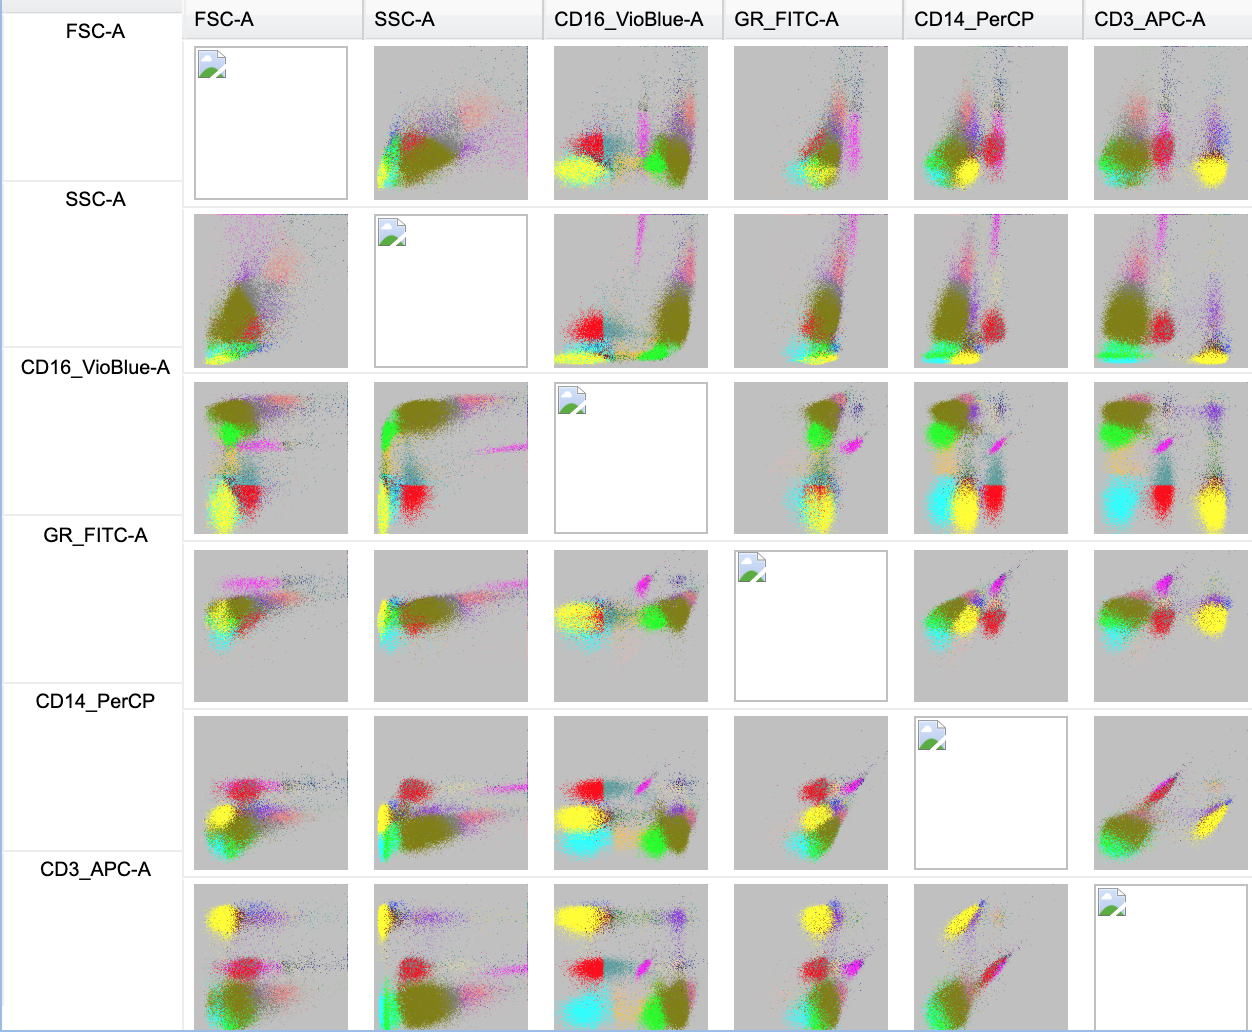 FSC-A SSC-A CD16_VioBlue-A GR_FITC-A CD14_PerCP CD3_APC-A
FSC-A
SSC-A
CD16_VioBlue-A
GR_FITC-A
CD14_PerCP
CD3_APC-A